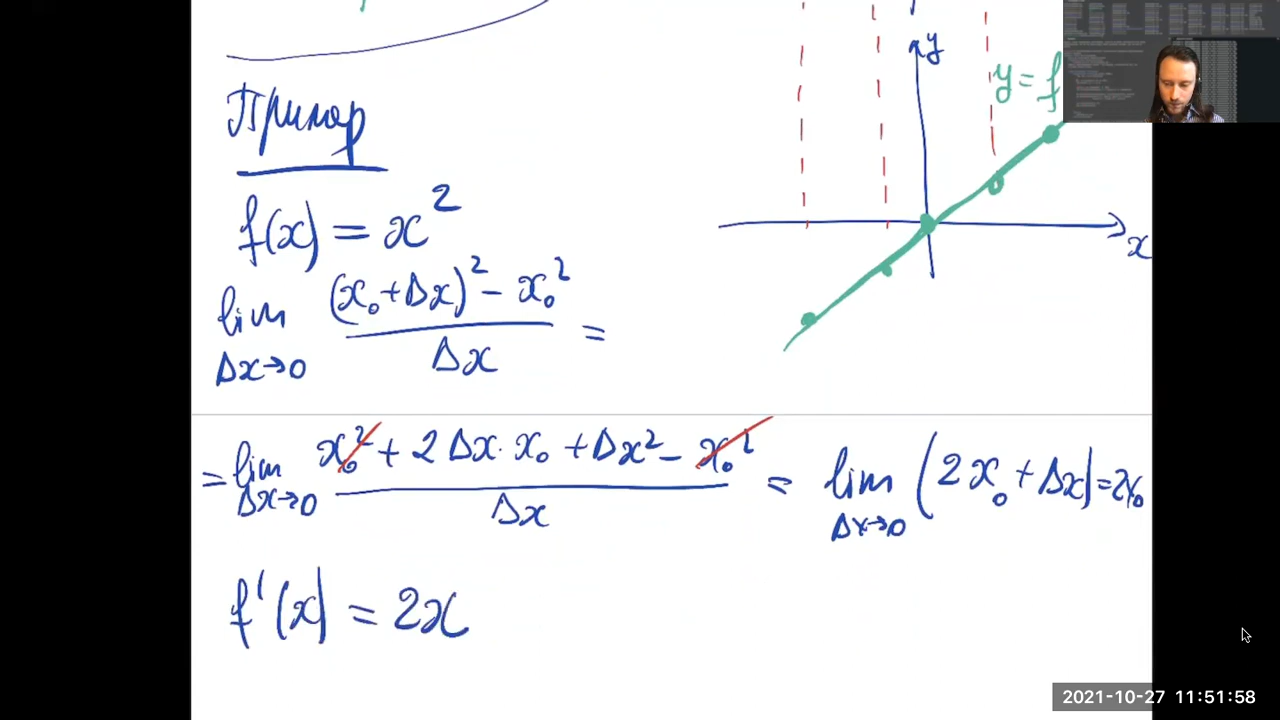 Пример
f(x) = x²
lim Δx→0 ((x₀+Δx)² − x₀²) / Δx =
= lim Δx→0 (x₀² + 2Δx·x₀ + Δx² − x₀²) / Δx = lim Δx→0 (2x₀ + Δx) = 2x₀
f'(x) = 2x
y
y = f
x
2021-10-27 11:51:58